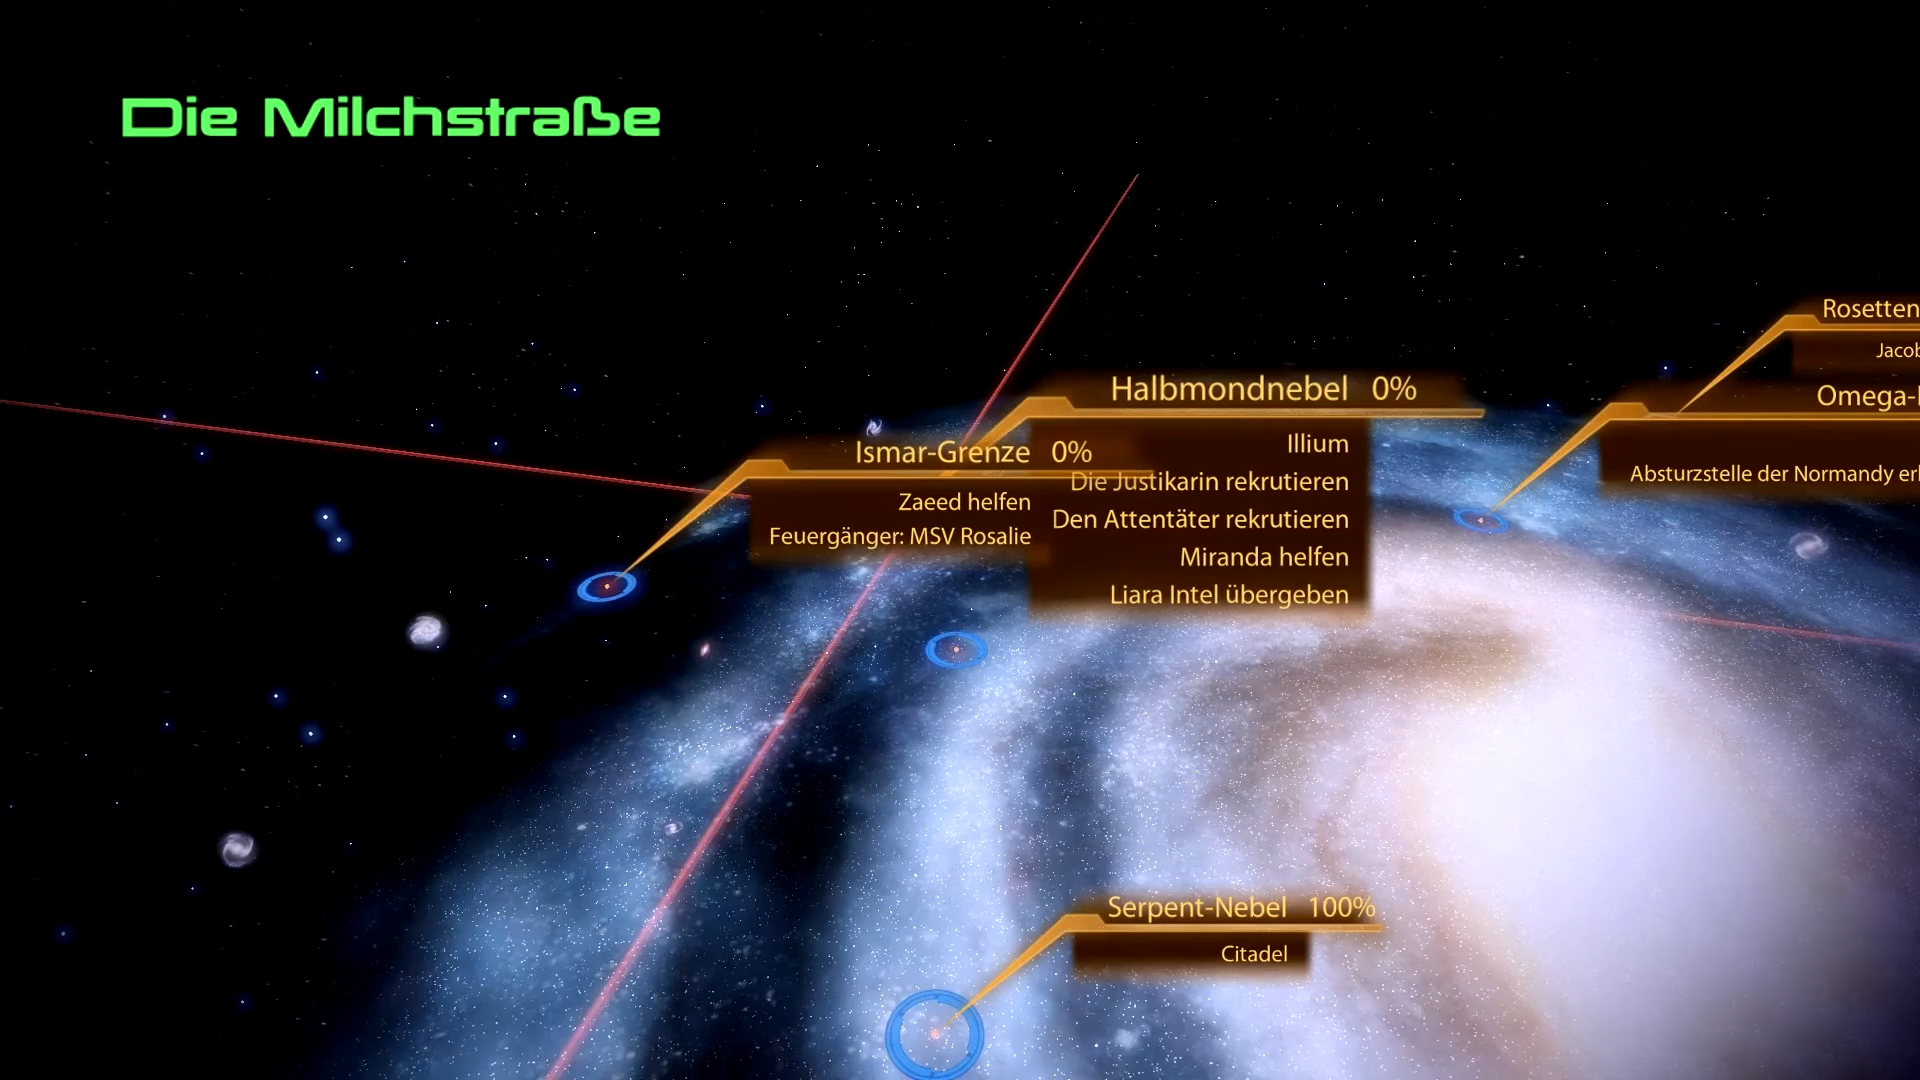 Die Milchstraße
Rosetten
Jacob
Halbmondnebel 0%
Illium
Die Justikarin rekrutieren
Den Attentäter rekrutieren
Miranda helfen
Liara Intel übergeben
Omega-
Absturzstelle der Normandy
Ismar-Grenze 0%
Zaeed helfen
Feuergänger: MSV Rosalie
Serpent-Nebel 100%
Citadel